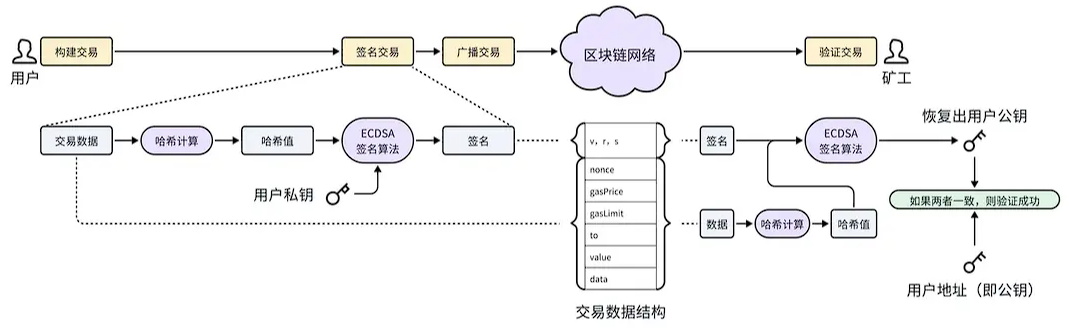 构建交易
签名交易
广播交易
区块链网络
验证交易
用户
矿工
交易数据
哈希计算
哈希值
ECDSA
签名算法
签名
用户私钥
v, r, s
nonce
gasPrice
gasLimit
to
value
data
交易数据结构
签名
ECDSA
签名算法
恢复出用户公钥
数据
哈希计算
哈希值
如果两者一致，则验证成功
用户地址（即公钥）